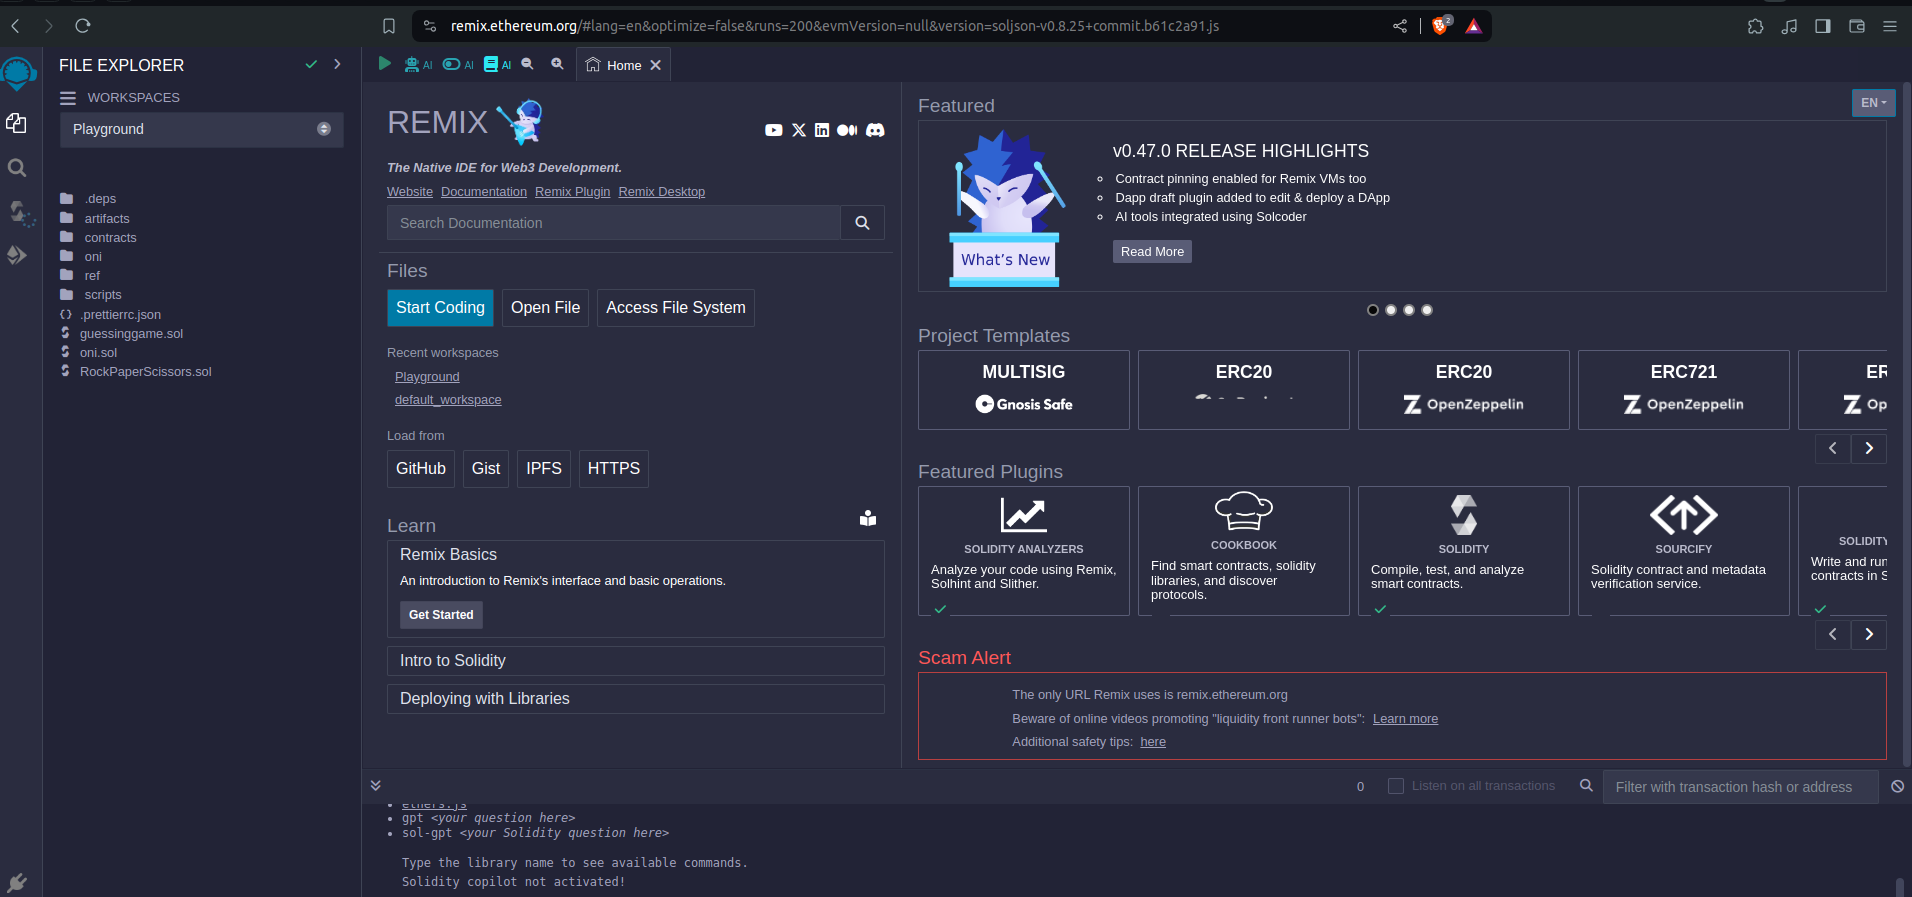 remix.ethereum.org/#lang=en&optimize=false&runs=200&evmVersion=null&version=soljson-v0.8.25+commit.b61c2a91.js
2
FILE EXPLORER
WORKSPACES
Playground
.deps
artifacts
contracts
oni
ref
scripts
.prettierrc.json
guessinggame.sol
oni.sol
RockPaperScissors.sol
AI
AI
AI
Home
REMIX
The Native IDE for Web3 Development.
Website Documentation Remix Plugin Remix Desktop
Search Documentation
Files
Start Coding
Open File
Access File System
Recent workspaces
Playground
default_workspace
Load from
GitHub
Gist
IPFS
HTTPS
Learn
Remix Basics
An introduction to Remix's interface and basic operations.
Get Started
Intro to Solidity
Deploying with Libraries
Featured
EN
What's New
v0.47.0 RELEASE HIGHLIGHTS
Contract pinning enabled for Remix VMs too
Dapp draft plugin added to edit & deploy a DApp
AI tools integrated using Solcoder
Read More
Project Templates
MULTISIG
Gnosis Safe
ERC20
ERC20
OpenZeppelin
ERC721
OpenZeppelin
ER
Op
Featured Plugins
SOLIDITY ANALYZERS
Analyze your code using Remix,
Solhint and Slither.
COOKBOOK
Find smart contracts, solidity
libraries, and discover
protocols.
SOLIDITY
Compile, test, and analyze
smart contracts.
SOURCIFY
Solidity contract and metadata
verification service.
SOLIDITY
Write and run
contracts in S
Scam Alert
The only URL Remix uses is remix.ethereum.org
Beware of online videos promoting "liquidity front runner bots": Learn more
Additional safety tips: here
0
Listen on all transactions
Filter with transaction hash or address
ethers.js
gpt <your question here>
sol-gpt <your Solidity question here>
Type the library name to see available commands.
Solidity copilot not activated!